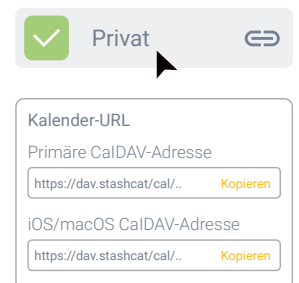 Privat
Kalender-URL
Primäre CalDAV-Adresse
https://dav.stashcat/cal/.. Kopieren
iOS/macOS CalDAV-Adresse
https://dav.stashcat/cal/.. Kopieren